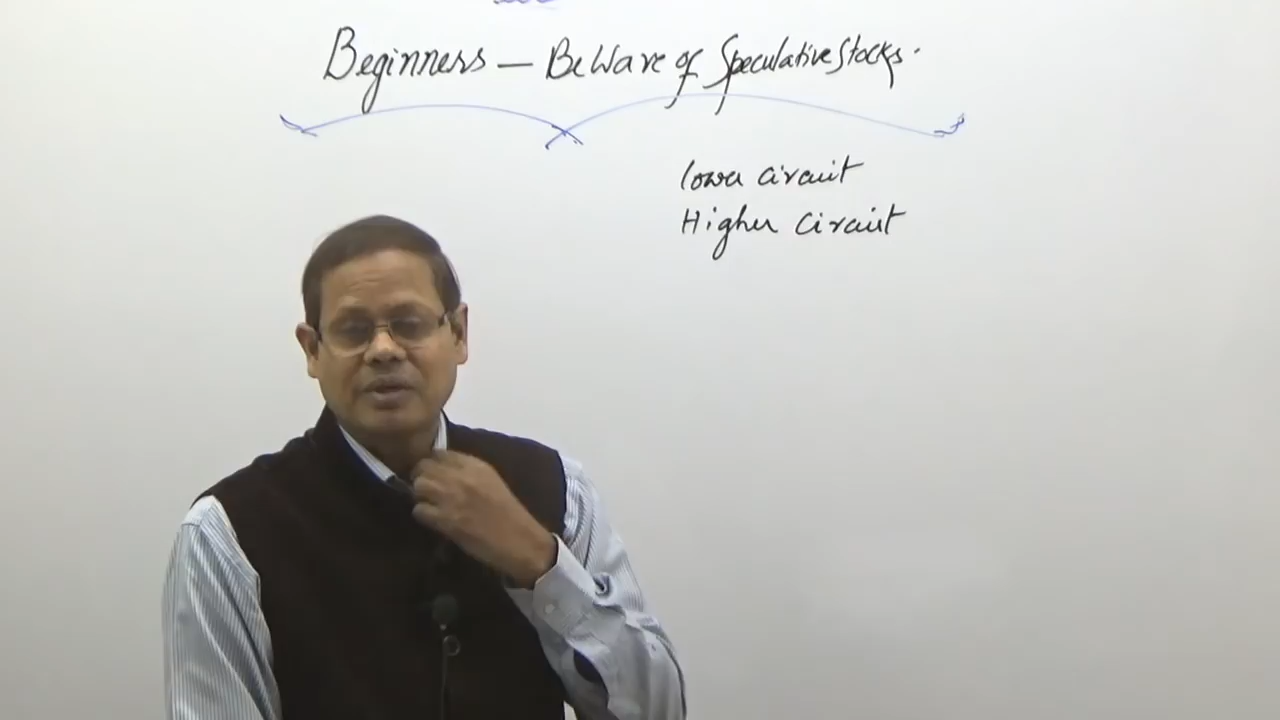 Beginners — BeWare of Speculative Stocks.
lower circuit
Higher Circuit